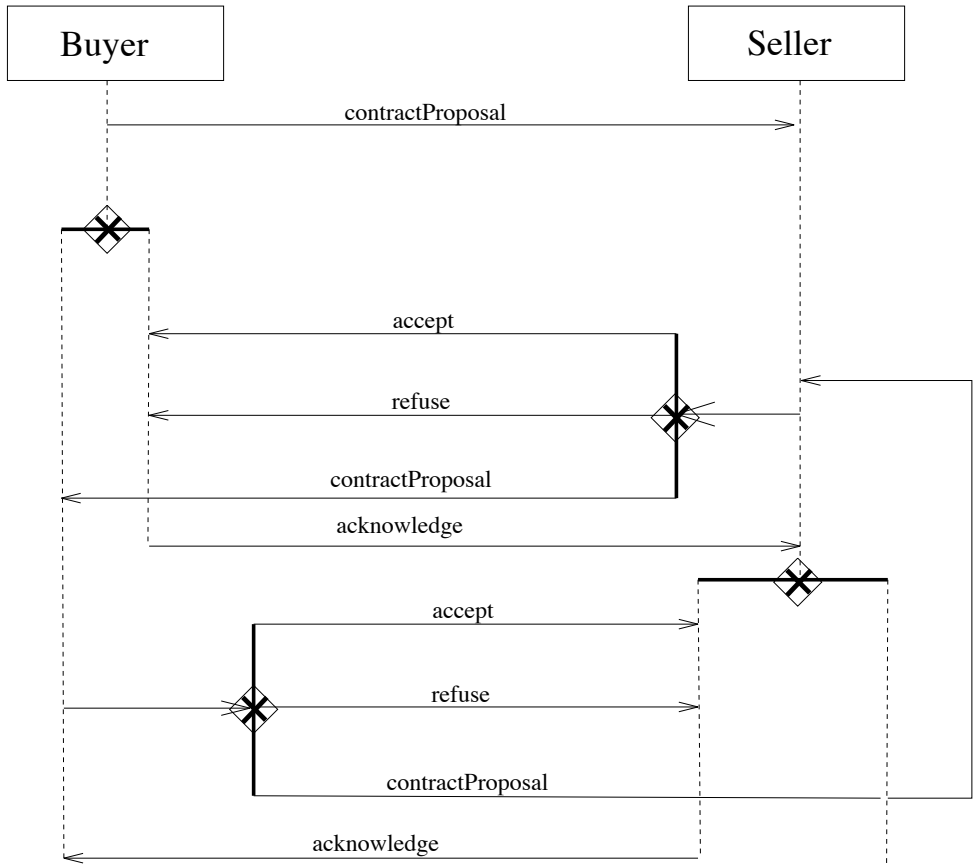 Buyer
Seller
contractProposal
accept
refuse
contractProposal
acknowledge
accept
refuse
contractProposal
acknowledge